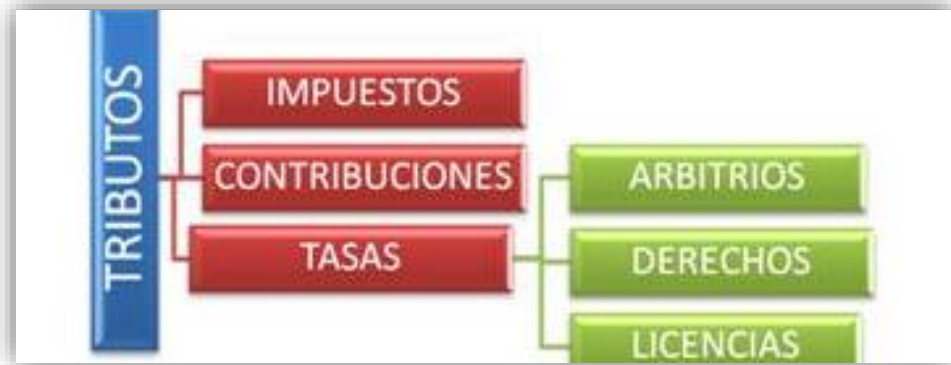 TRIBUTOS
IMPUESTOS
CONTRIBUCIONES
TASAS
ARBITRIOS
DERECHOS
LICENCIAS